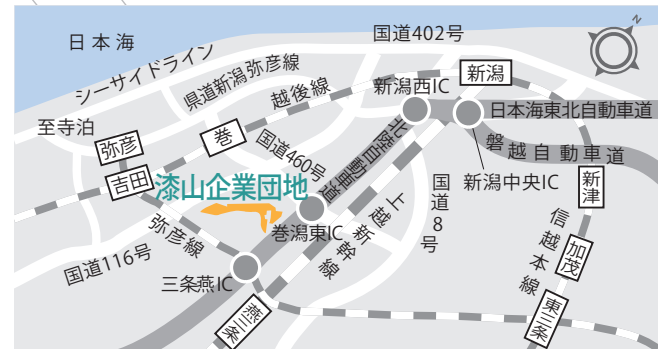 N
日本海
国道402号
シーサイドライン
県道新潟弥彦線
越後線
新潟西IC
新潟
日本海東北自動車道
至寺泊
弥彦
巻
国道460号
北陸自動車道
磐越自動車道
吉田
漆山企業団地
新潟中央IC
新津
国道8号
上越新幹線
弥彦線
巻潟東IC
信越本線
加茂
国道116号
三条燕IC
燕三条
東三条